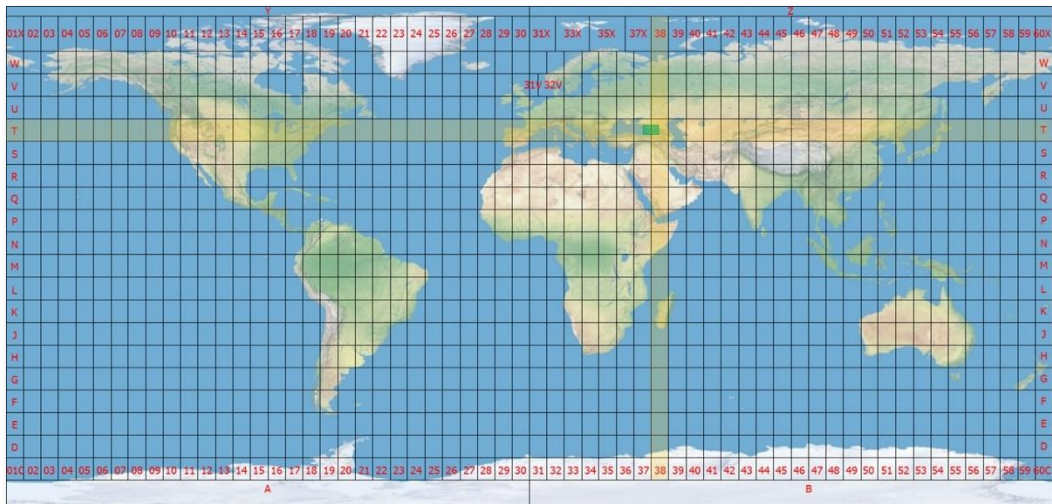 Y Z
01X 02 03 04 05 06 07 08 09 10 11 12 13 14 15 16 17 18 19 20 21 22 23 24 25 26 27 28 29 30 31X 33X 35X 37X 38 39 40 41 42 43 44 45 46 47 48 49 50 51 52 53 54 55 56 57 58 59 60X
W W
V 31V 32V V
U U
T T
S S
R R
Q Q
P P
N N
M M
L L
K K
J J
H H
G G
F F
E E
D D
01C 02 03 04 05 06 07 08 09 10 11 12 13 14 15 16 17 18 19 20 21 22 23 24 25 26 27 28 29 30 31 32 33 34 35 36 37 38 39 40 41 42 43 44 45 46 47 48 49 50 51 52 53 54 55 56 57 58 59 60C
A B